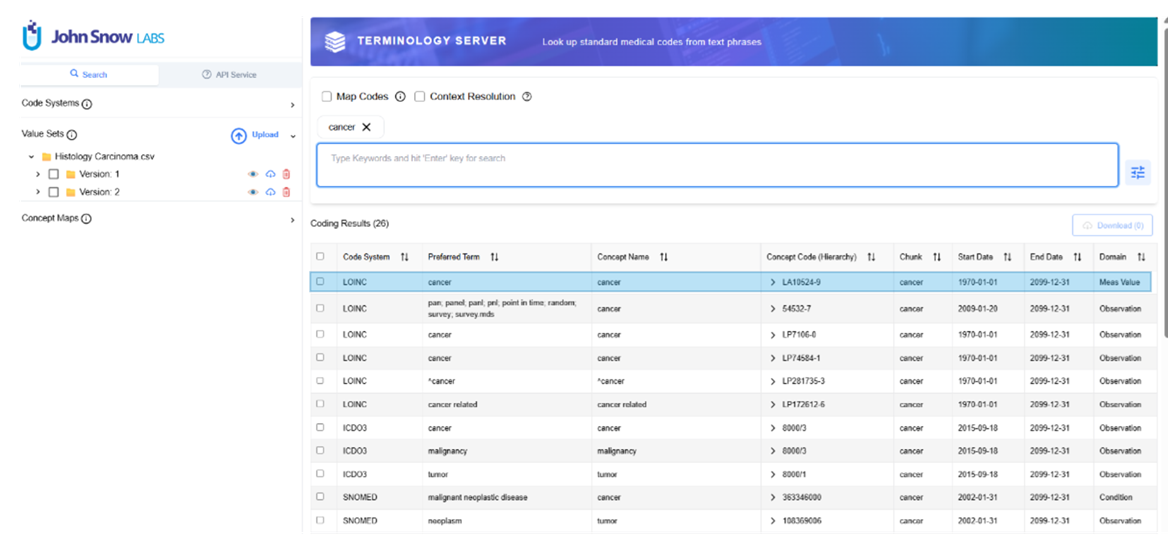 John Snow LABS
Search
API Service
Code Systems
Value Sets
Upload
Histology Carcinoma csv
Version: 1
Version: 2
Concept Maps
TERMINOLOGY SERVER
Look up standard medical codes from text phrases
Map Codes
Context Resolution
cancer
Type Keywords and hit 'Enter' key for search
Coding Results (26)
Download (0)
Code System Preferred Term Concept Name Concept Code (Hierarchy) Chunk Start Date End Date Domain
LOINC cancer cancer LA10524-9 cancer 1970-01-01 2099-12-31 Meas Value
LOINC pan; panel; panl; pnl; point in time; random; survey; survey.mds cancer 54532-7 cancer 2009-01-20 2099-12-31 Observation
LOINC cancer cancer LP7106-0 cancer 1970-01-01 2099-12-31 Observation
LOINC cancer cancer LP74584-1 cancer 1970-01-01 2099-12-31 Observation
LOINC ^cancer ^cancer LP281735-3 cancer 1970-01-01 2099-12-31 Observation
LOINC cancer related cancer related LP172612-6 cancer 1970-01-01 2099-12-31 Observation
ICDO3 cancer cancer 8000/3 cancer 2015-09-18 2099-12-31 Observation
ICDO3 malignancy malignancy 8000/3 cancer 2015-09-18 2099-12-31 Observation
ICDO3 tumor tumor 8000/1 cancer 2015-09-18 2099-12-31 Observation
SNOMED malignant neoplastic disease cancer 363346000 cancer 2002-01-31 2099-12-31 Condition
SNOMED neoplasm tumor 108369006 cancer 2002-01-31 2099-12-31 Observation